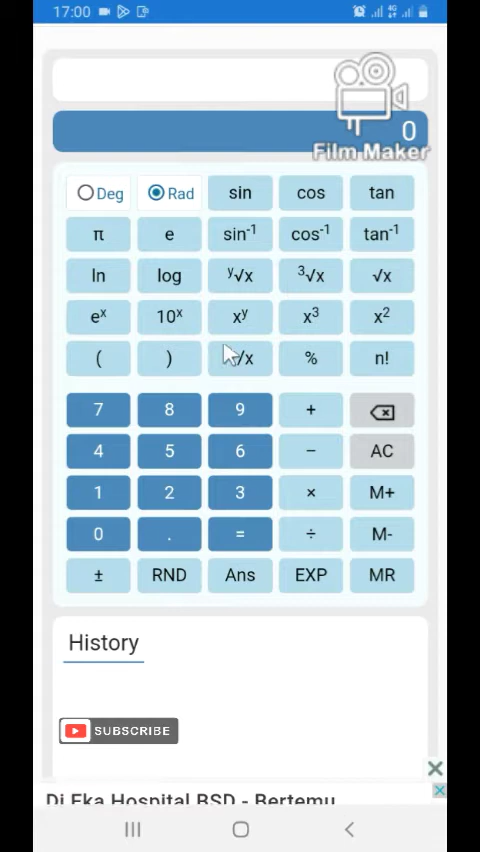 17:00
4G
0
Film Maker
Deg Rad sin cos tan
π e sin⁻¹ cos⁻¹ tan⁻¹
ln log ʸ√x ³√x √x
eˣ 10ˣ xʸ x³ x²
( ) /x % n!
7 8 9 +
4 5 6 − AC
1 2 3 × M+
0 . = ÷ M-
± RND Ans EXP MR
History
SUBSCRIBE
Di Eka Hospital BSD - Bertemu